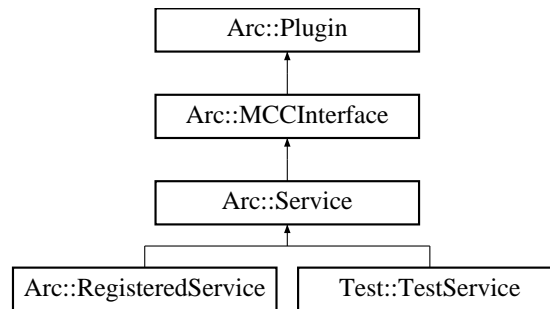 Arc::Plugin
Arc::MCCInterface
Arc::Service
Arc::RegisteredService
Test::TestService